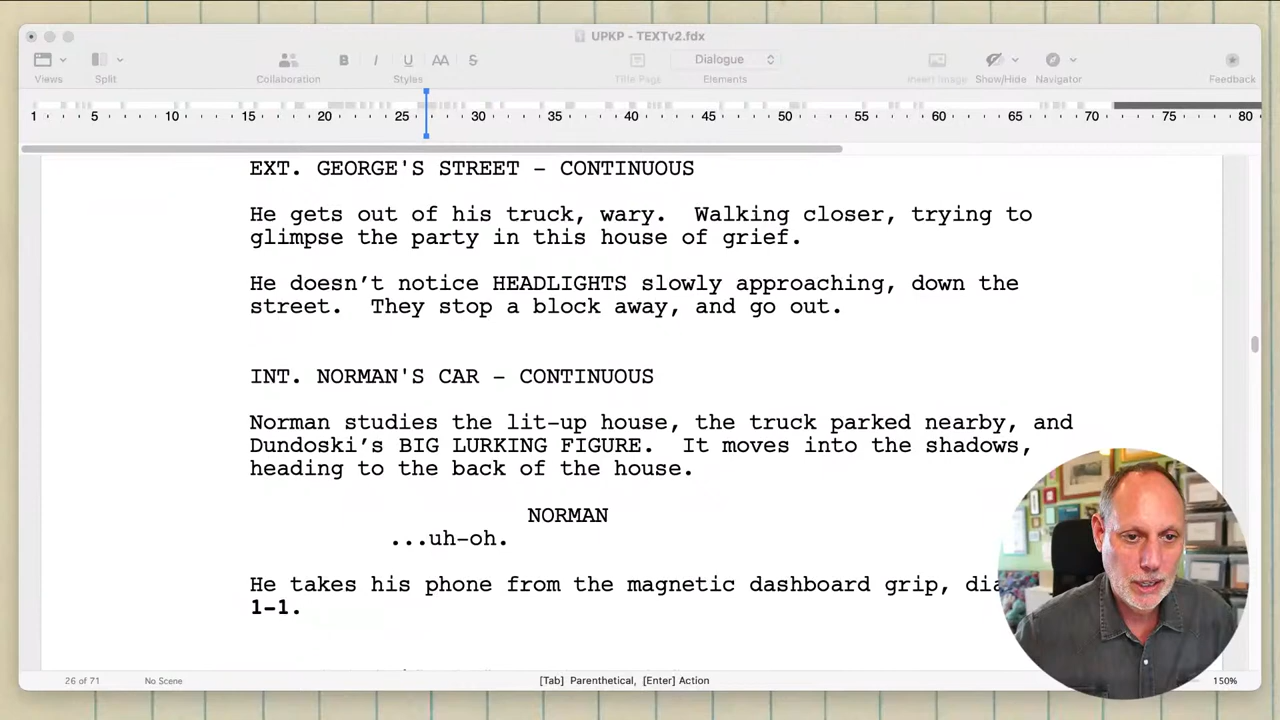 UPKP - TEXTv2.fdx
B I U AA S Dialogue
Views Split Collaboration Styles Title Page Elements Insert Image Show/Hide Navigator Feedback
1 5 10 15 20 25 30 35 40 45 50 55 60 65 70 75 80
EXT. GEORGE'S STREET - CONTINUOUS
He gets out of his truck, wary. Walking closer, trying to
glimpse the party in this house of grief.
He doesn’t notice HEADLIGHTS slowly approaching, down the
street. They stop a block away, and go out.
INT. NORMAN'S CAR - CONTINUOUS
Norman studies the lit-up house, the truck parked nearby, and
Dundoski’s BIG LURKING FIGURE. It moves into the shadows,
heading to the back of the house.
NORMAN
...uh-oh.
He takes his phone from the magnetic dashboard grip,
1-1.
26 of 71 No Scene [Tab] Parenthetical, [Enter] Action 150%